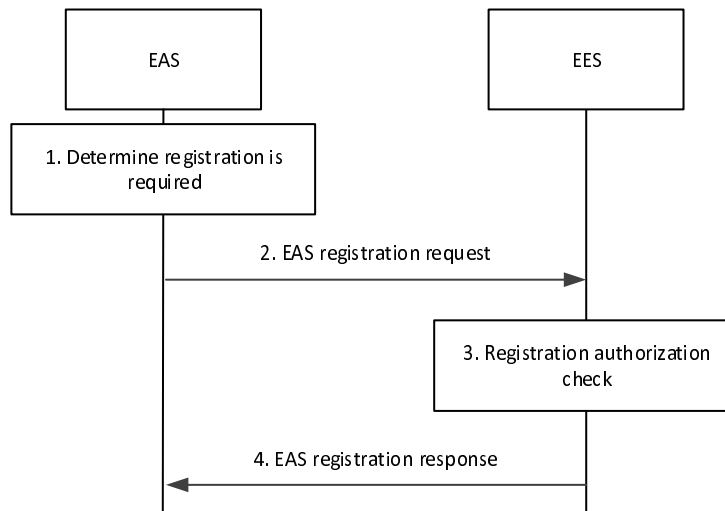 EAS
EES
1. Determine registration is
required
2. EAS registration request
3. Registration authorization
check
4. EAS registration response